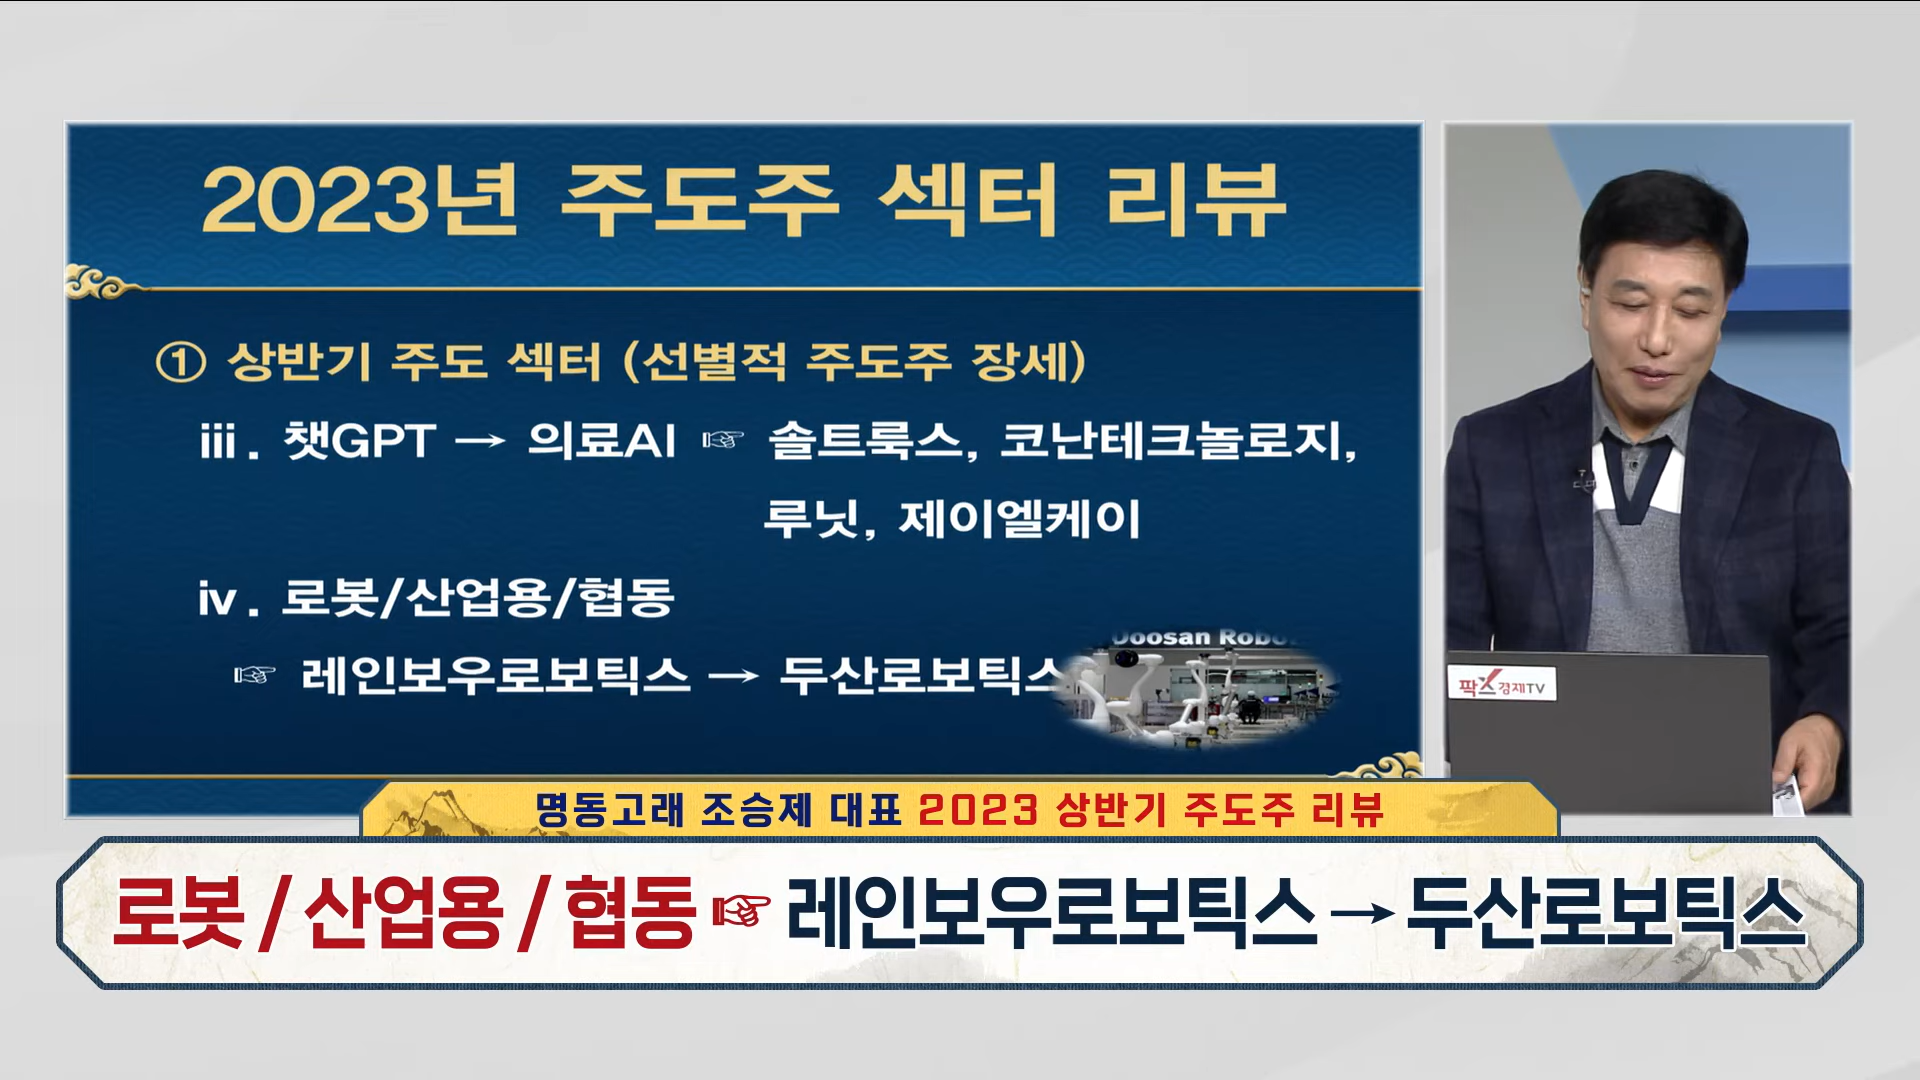 2023년 주도주 섹터 리뷰
① 상반기 주도 섹터 (선별적 주도주 장세)
iii. 챗GPT → 의료AI ☞ 솔트룩스, 코난테크놀로지,
루닛, 제이엘케이
iv. 로봇/산업용/협동
Doosan Robo
☞ 레인보우로보틱스 → 두산로보틱스
팍스경제TV
명동고래 조승제 대표 2023 상반기 주도주 리뷰
로봇/산업용/협동☞레인보우로보틱스→두산로보틱스